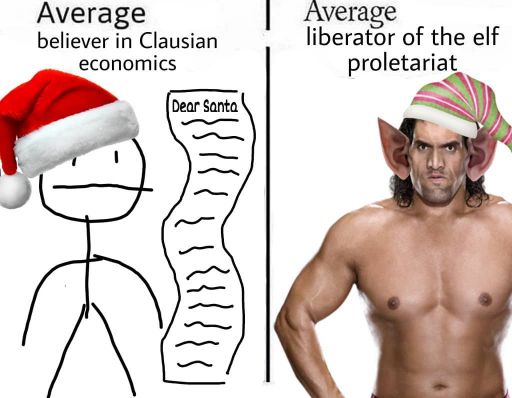 Average
believer in Clausian
economics
Average
liberator of the elf
proletariat
Dear Santa